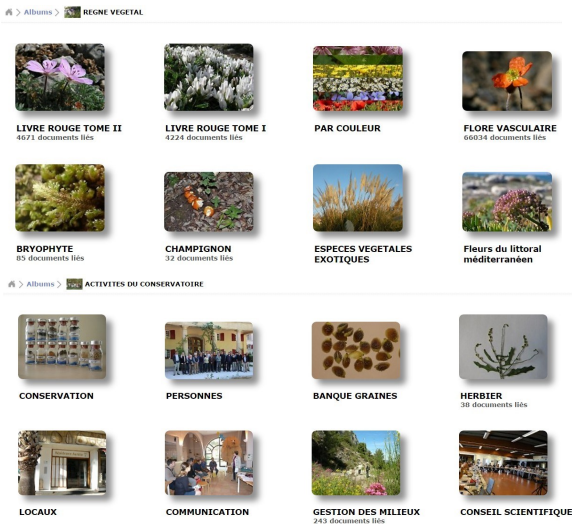 Albums REGNE VEGETAL
LIVRE ROUGE TOME II
4671 documents liés
LIVRE ROUGE TOME I
4224 documents liés
PAR COULEUR
FLORE VASCULAIRE
66034 documents liés
BRYOPHYTE
85 documents liés
CHAMPIGNON
32 documents liés
ESPECES VEGETALES
EXOTIQUES
Fleurs du littoral
méditerranéen
Albums ACTIVITES DU CONSERVATOIRE
CONSERVATION
PERSONNES
BANQUE GRAINES
HERBIER
38 documents liés
LOCAUX
COMMUNICATION
GESTION DES MILIEUX
243 documents liés
CONSEIL SCIENTIFIQUE